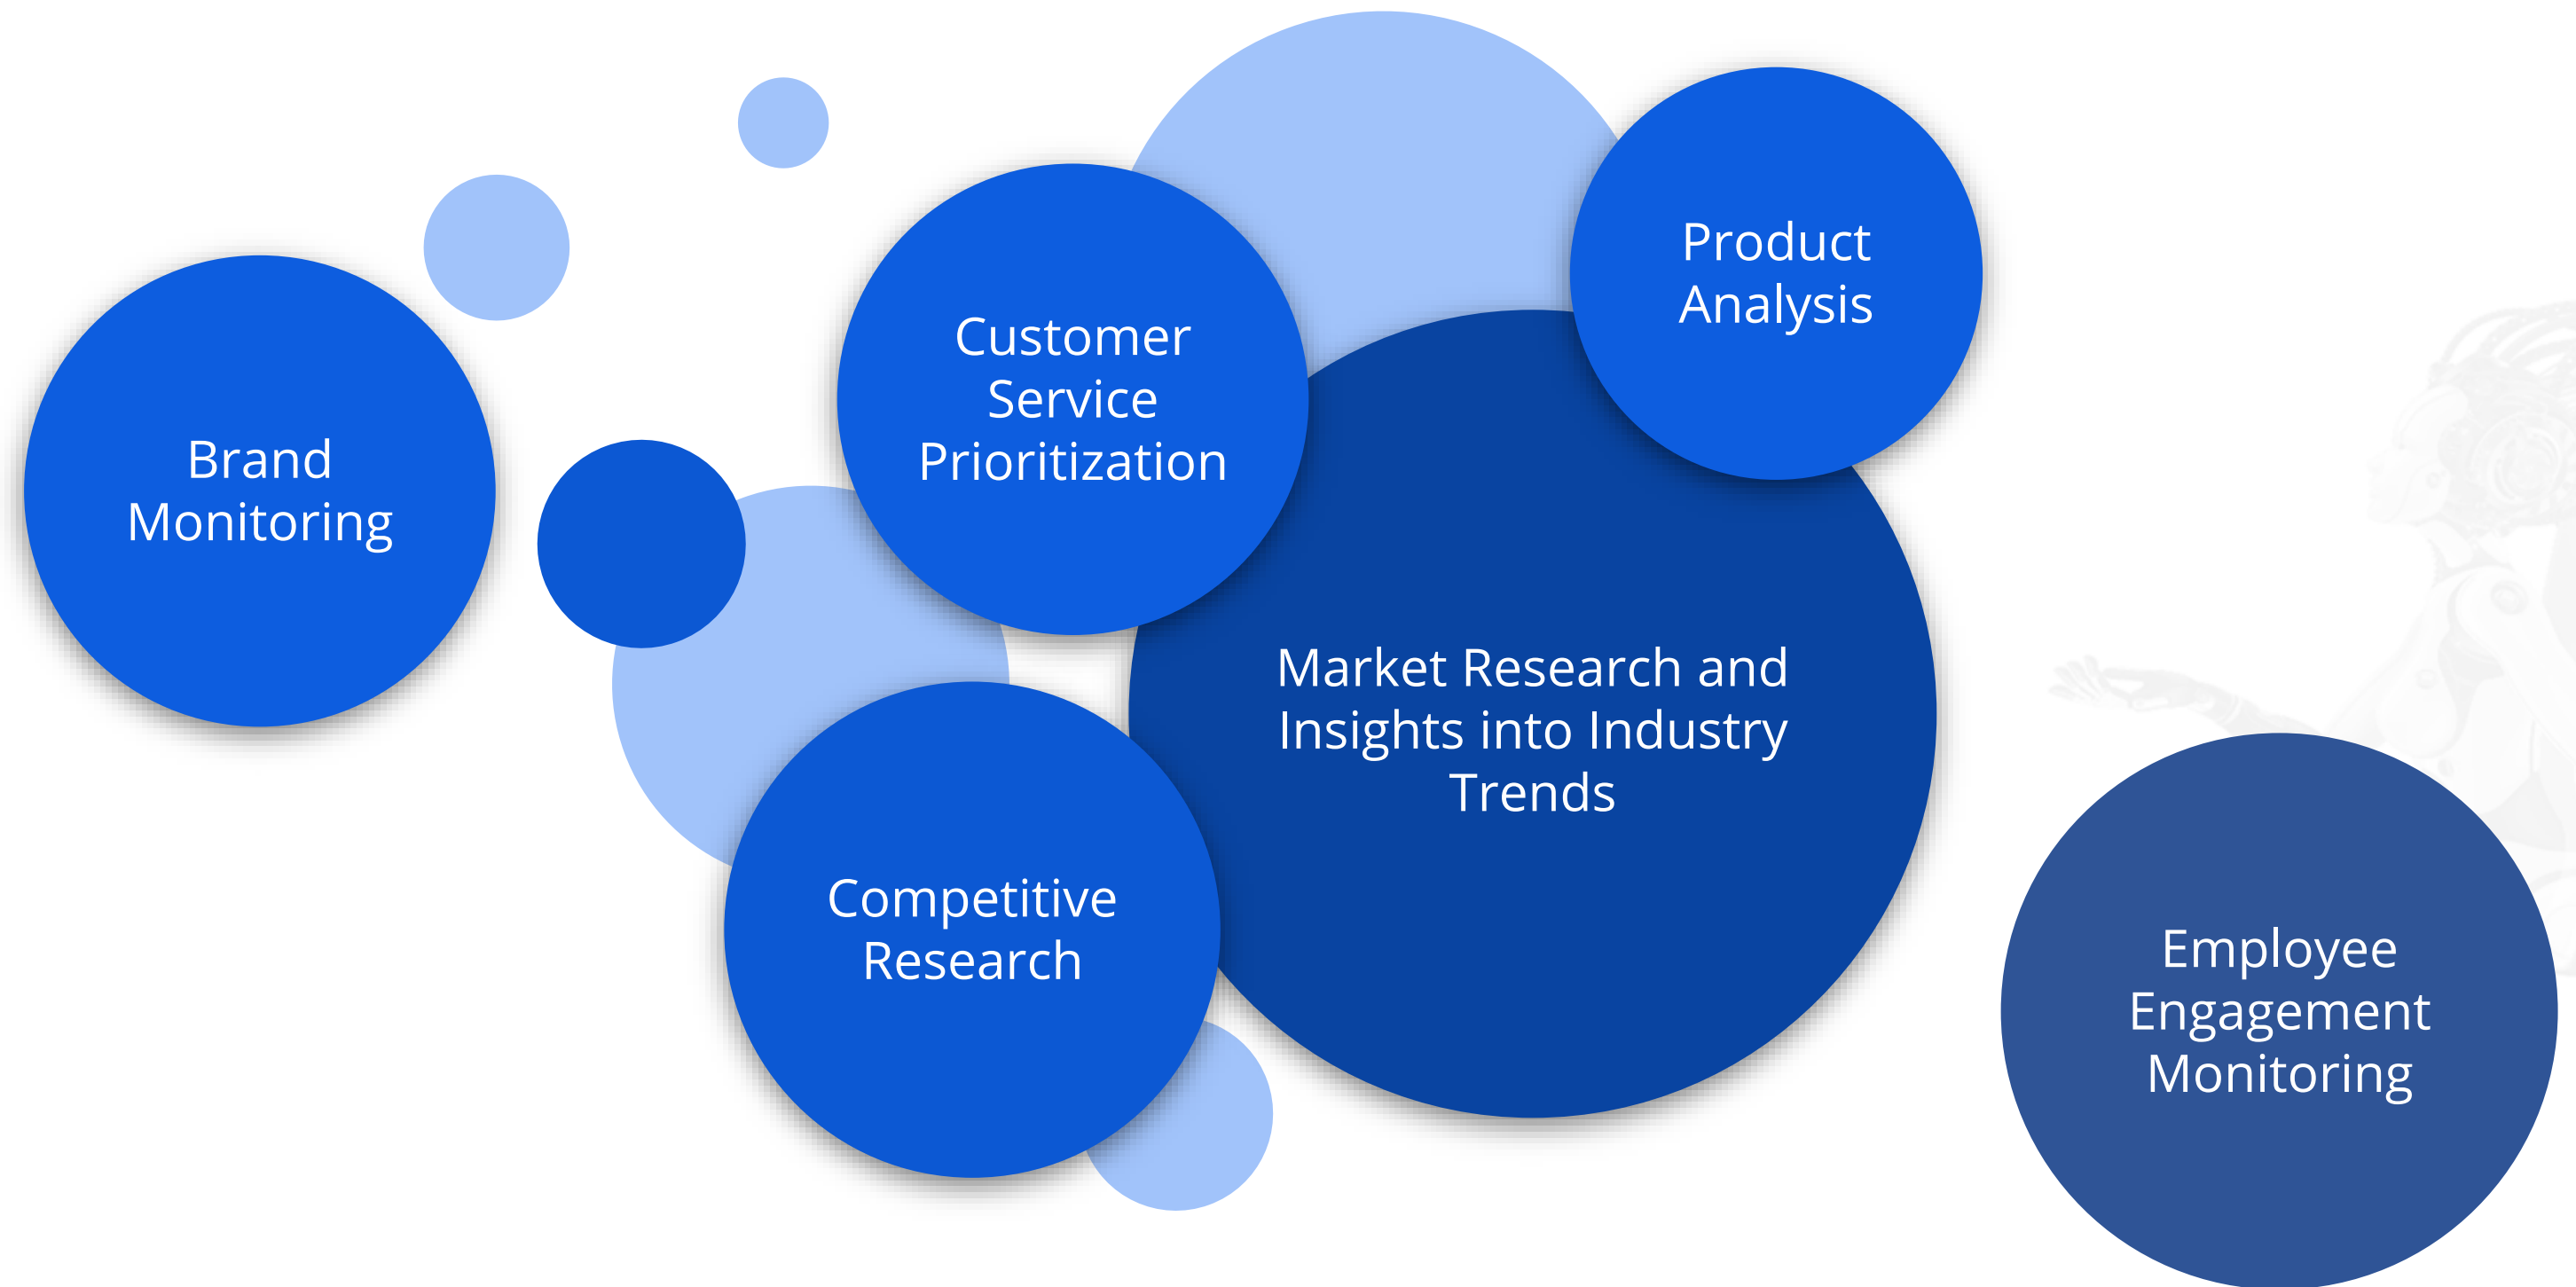 Brand
Monitoring
Customer
Service
Prioritization
Product
Analysis
Market Research and
Insights into Industry
Trends
Competitive
Research
Employee
Engagement
Monitoring